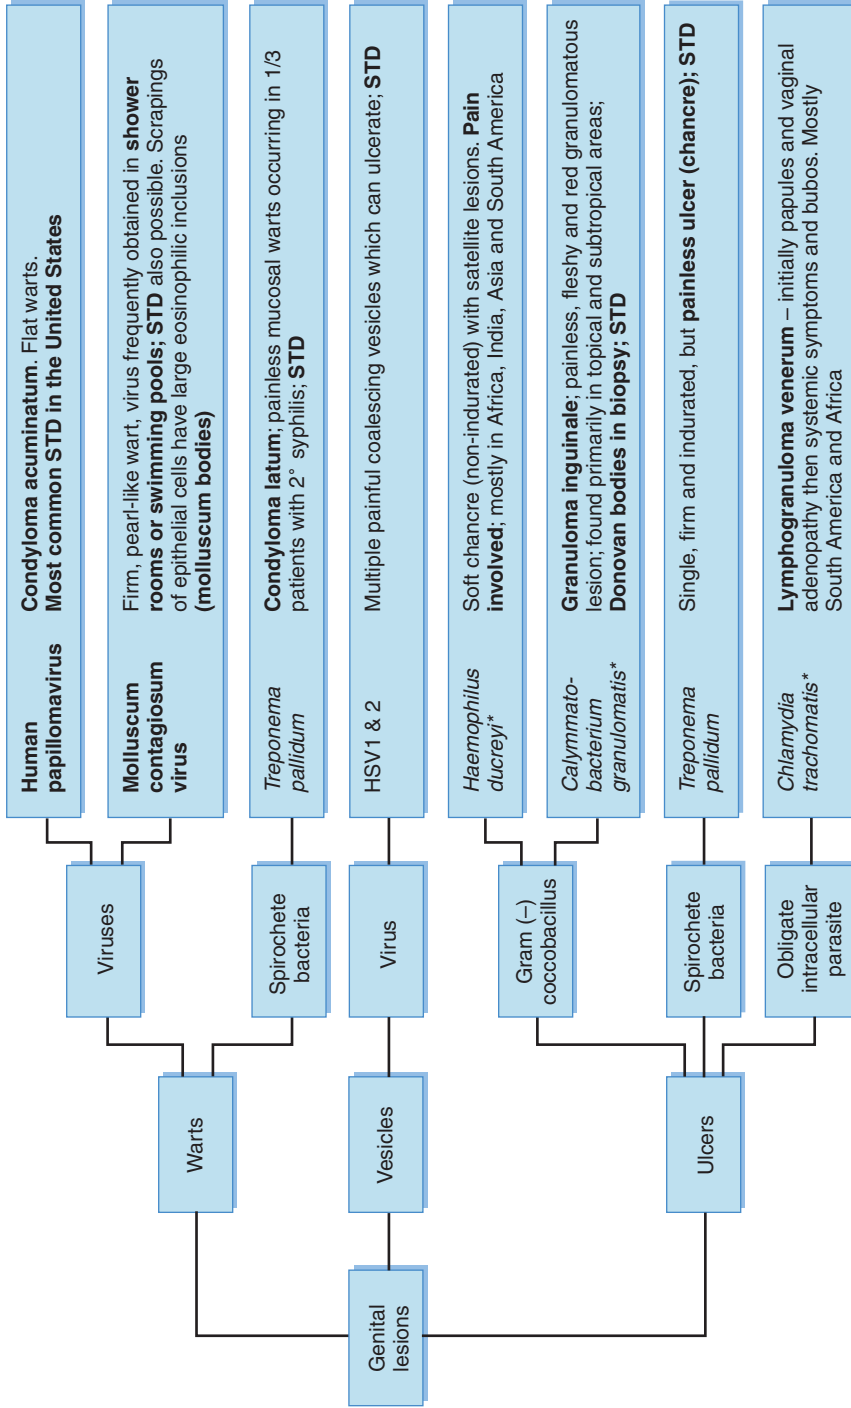 Genital
lesions
Warts
Viruses
Human
papillomavirus
Condyloma acuminatum. Flat warts.
Most common STD in the United States
Molluscum
contagiosum
virus
Firm, pearl-like wart, virus frequently obtained in shower
rooms or swimming pools; STD also possible. Scrapings
of epithelial cells have large eosinophilic inclusions
(molluscum bodies)
Spirochete
bacteria
Treponema
pallidum
Condyloma latum; painless mucosal warts occurring in 1/3
patients with 2° syphilis; STD
Vesicles
Virus
HSV1 & 2
Multiple painful coalescing vesicles which can ulcerate; STD
Ulcers
Gram (–)
coccobacillus
Haemophilus
ducreyi*
Soft chancre (non-indurated) with satellite lesions. Pain
involved; mostly in Africa, India, Asia and South America
Calymmato-
bacterium
granulomatis*
Granuloma inguinale; painless, fleshy and red granulomatous
lesion; found primarily in topical and subtropical areas;
Donovan bodies in biopsy; STD
Spirochete
bacteria
Treponema
pallidum
Single, firm and indurated, but painless ulcer (chancre); STD
Obligate
intracellular
parasite
Chlamydia
trachomatis*
Lymphogranuloma venerum – initially papules and vaginal
adenopathy then systemic symptoms and bubos. Mostly
South America and Africa